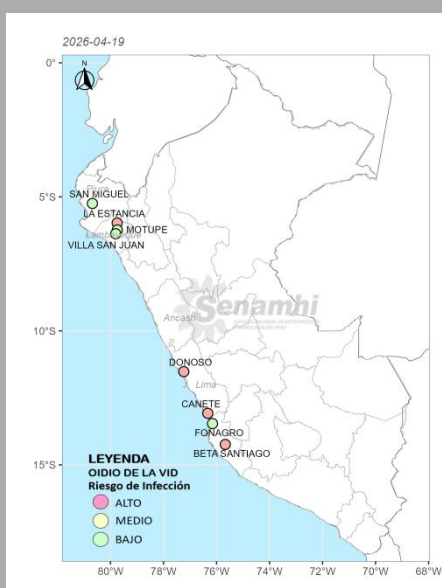 2026-04-19
N
0°
5°S
10°S
15°S
Piura
SAN MIGUEL
LA ESTANCIA
MOTUPE
Lambayeque
VILLA SAN JUAN
Senamhi
Ancash
DONOSO
Lima
CANETE
FONAGRO
BETA SANTIAGO
LEYENDA
OIDIO DE LA VID
Riesgo de Infección
ALTO
MEDIO
BAJO
80°W 78°W 76°W 74°W 72°W 70°W 68°W